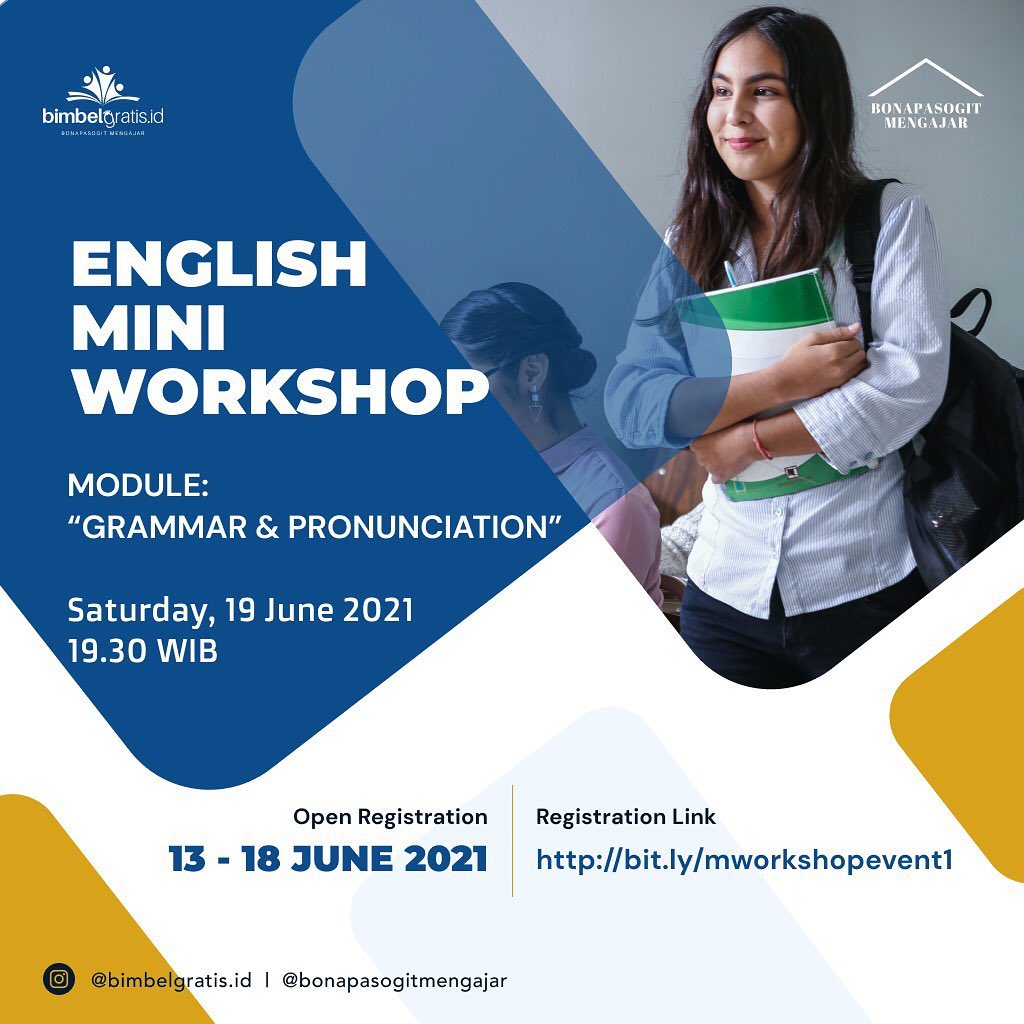 bimbelgratis.id
BONAPASOGIT MENGAJAR
BONAPASOGIT
MENGAJAR
ENGLISH
MINI
WORKSHOP
MODULE:
“GRAMMAR & PRONUNCIATION”
Saturday, 19 June 2021
19.30 WIB
Open Registration
13 - 18 JUNE 2021
Registration Link
http://bit.ly/mworkshopevent1
@bimbelgratis.id | @bonapasogitmengajar